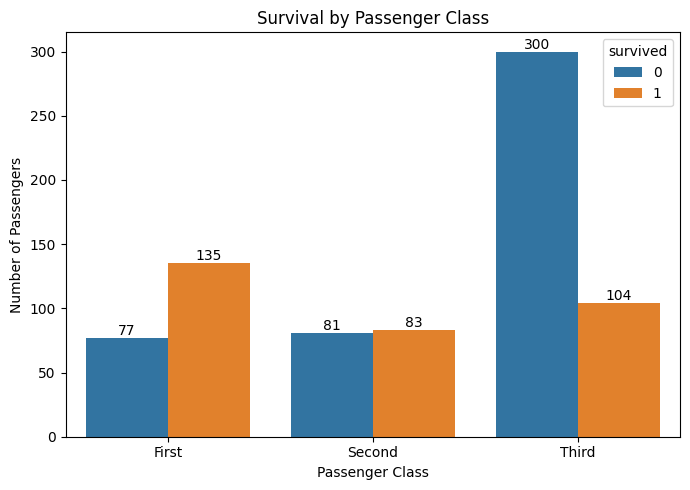 Survival by Passenger Class
Number of Passengers
300
250
200
150
100
50
0
77
135
81
83
300
104
survived
0
1
First
Second
Third
Passenger Class